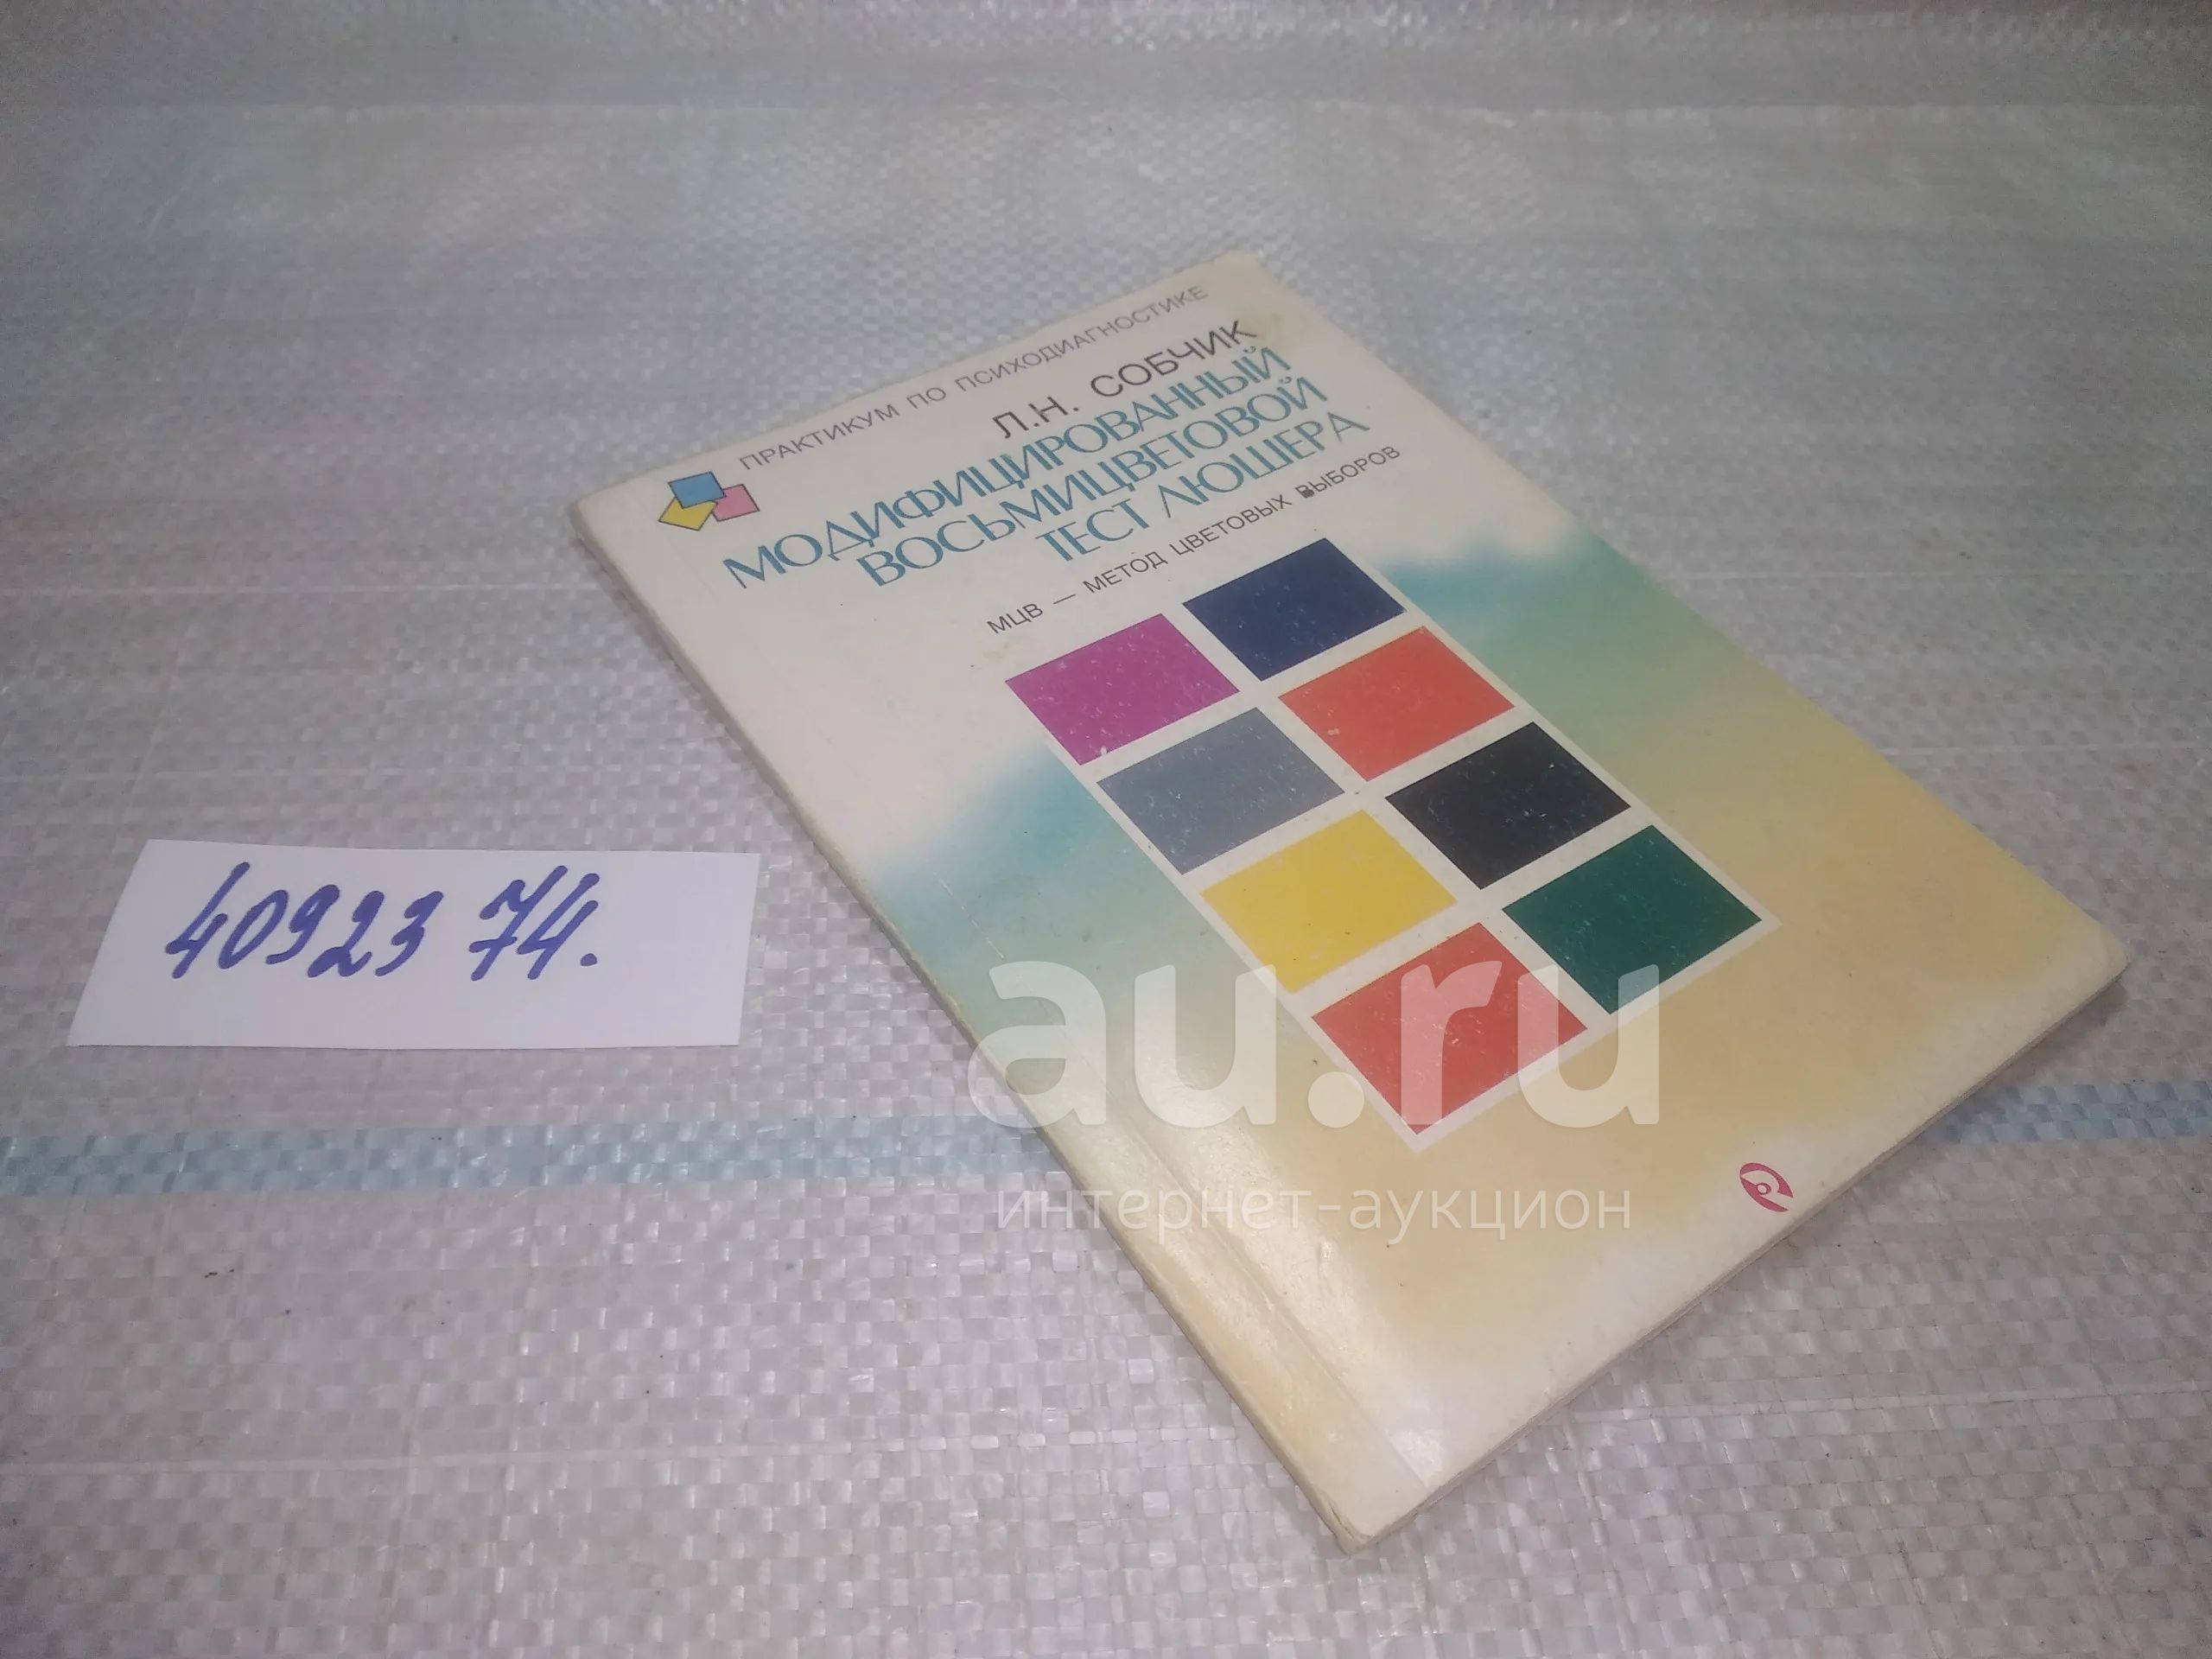 ПРАКТИКУМ ПО ПСИХОДИАГНОСТИКЕ
Л.Н. СОБЧИК
МОДИФИЦИРОВАННЫЙ
ВОСЬМИЦВЕТОВОЙ
ТЕСТ ЛЮШЕРА
МЦВ — МЕТОД ЦВЕТОВЫХ ВЫБОРОВ
40923 74.
au.ru
интернет-аукцион